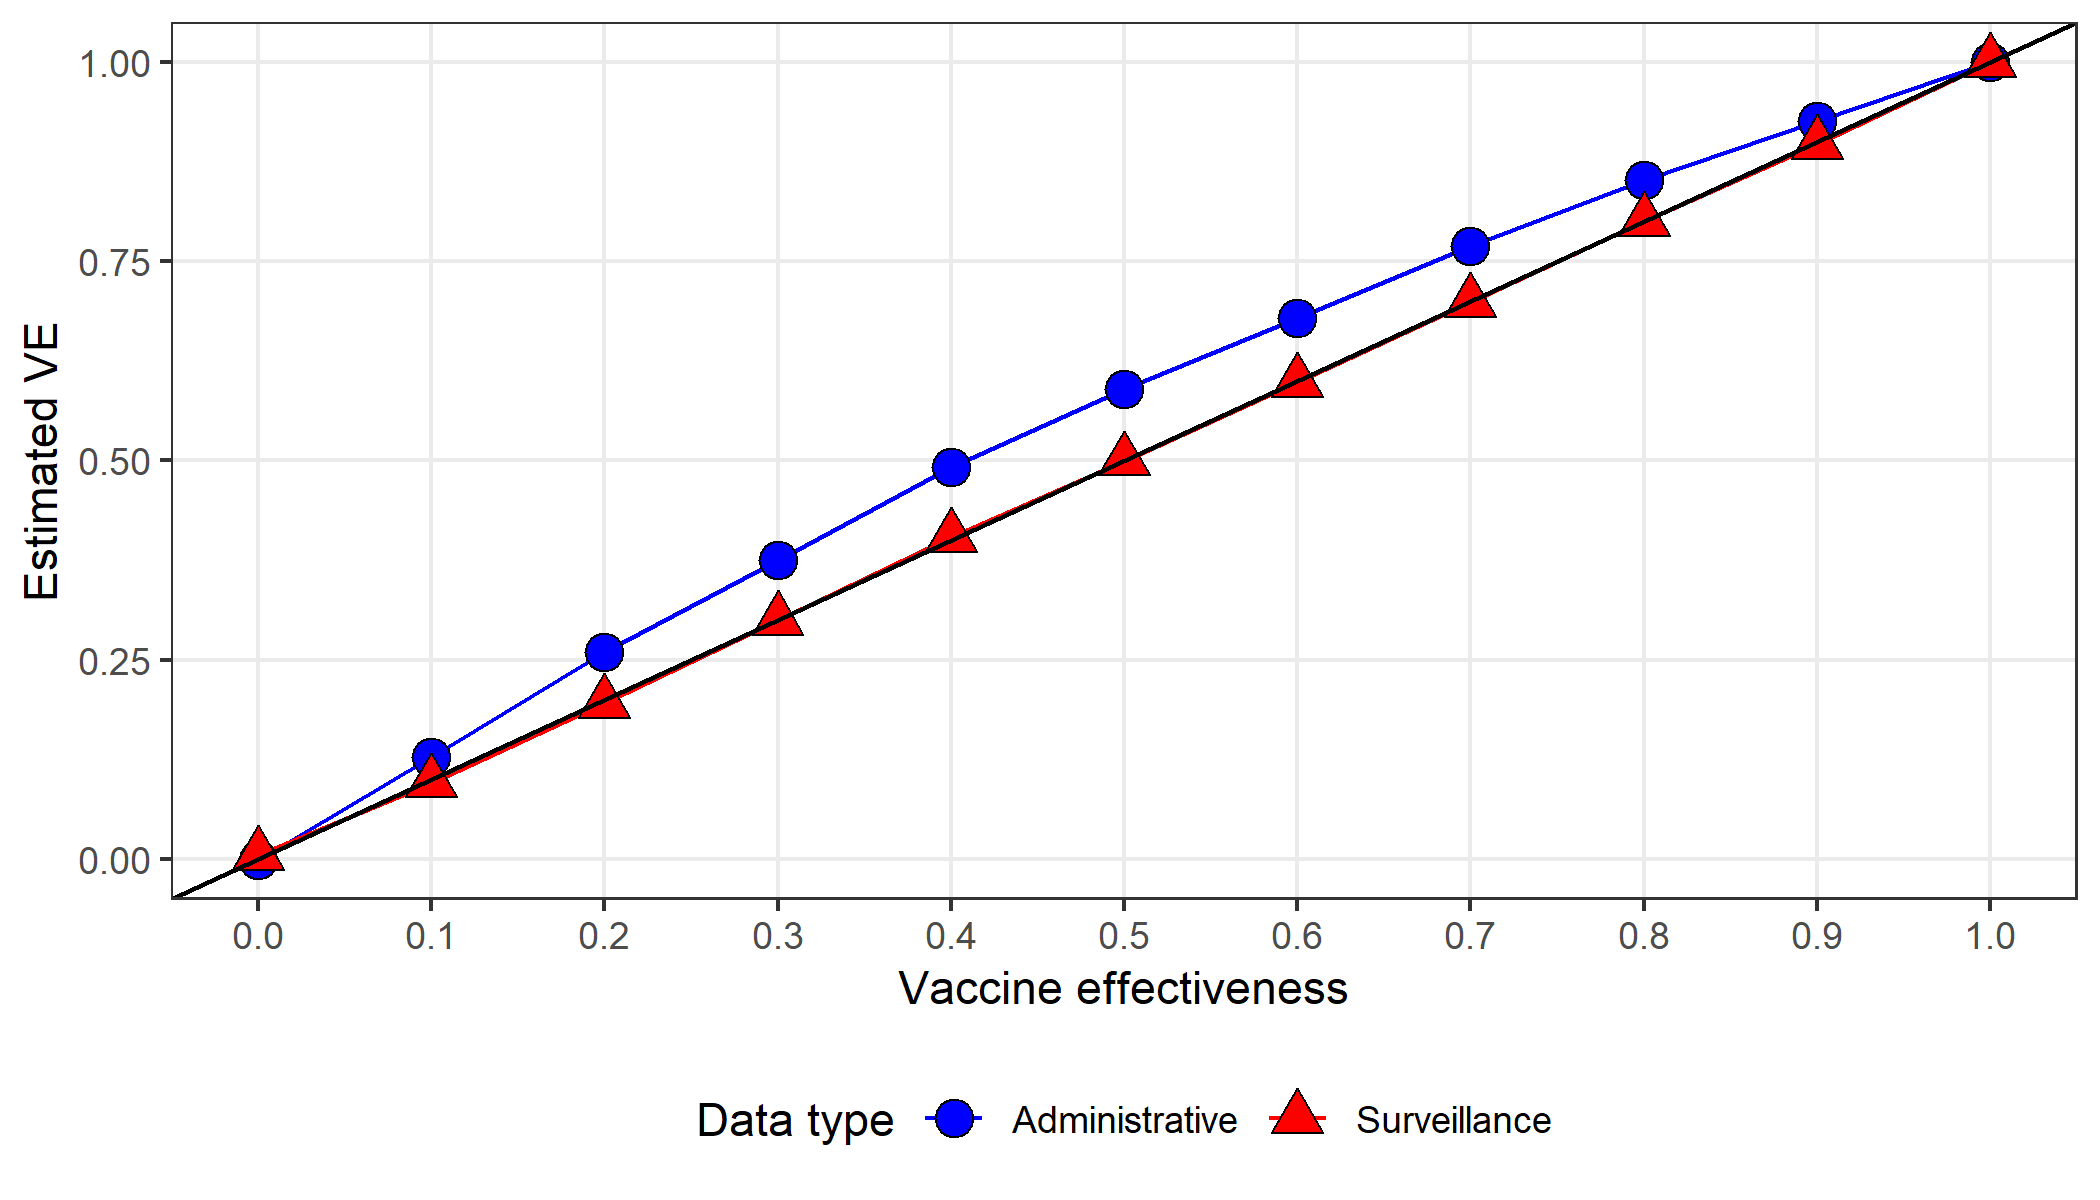 Estimated VE
1.00
0.75
0.50
0.25
0.00
0.0 0.1 0.2 0.3 0.4 0.5 0.6 0.7 0.8 0.9 1.0
Vaccine effectiveness
Data type Administrative Surveillance